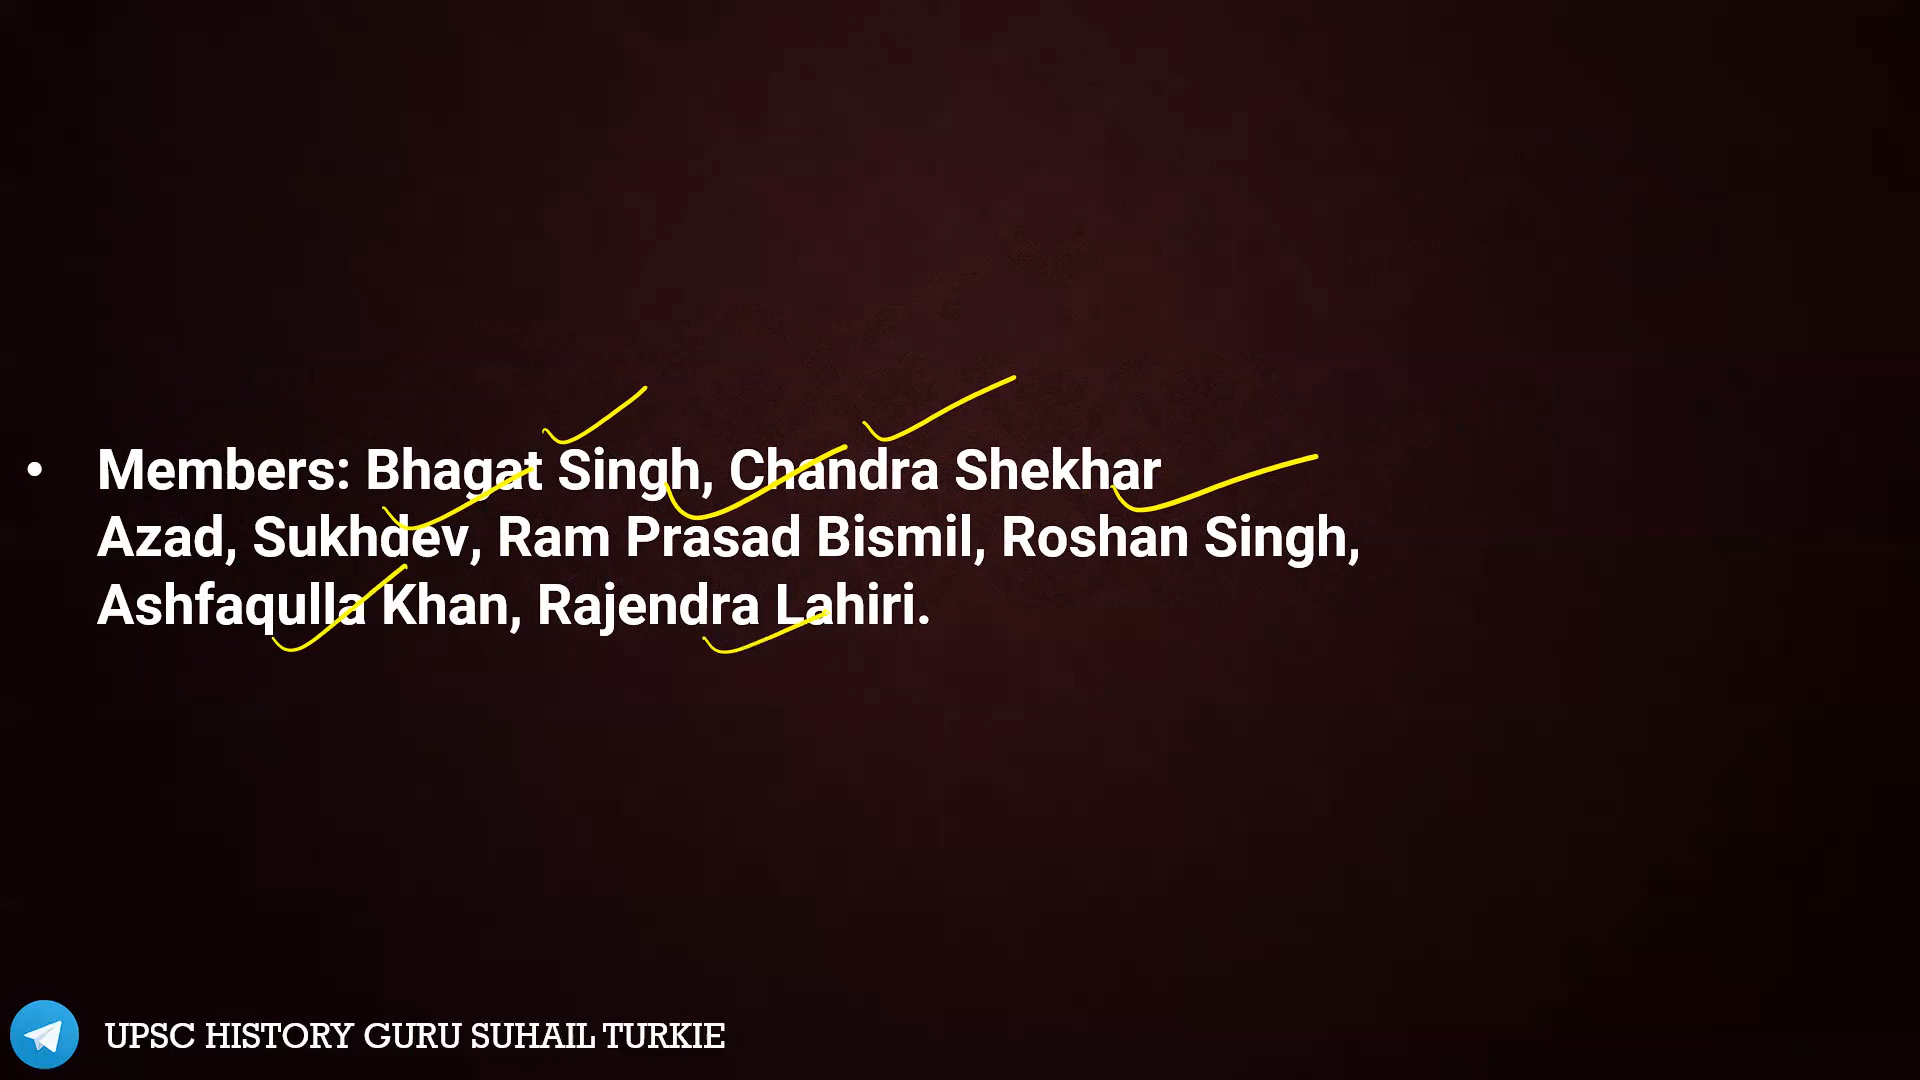 • Members: Bhagat Singh, Chandra Shekhar
Azad, Sukhdev, Ram Prasad Bismil, Roshan Singh,
Ashfaqulla Khan, Rajendra Lahiri.
UPSC HISTORY GURU SUHAIL TURKIE